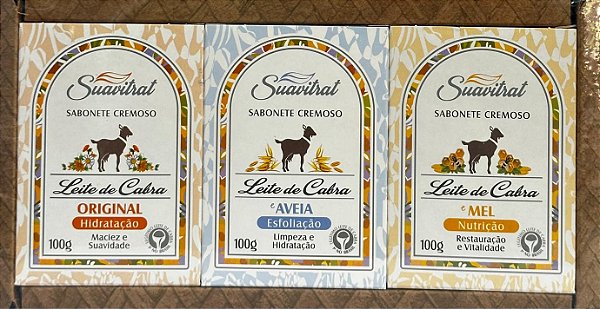 Suavitrat
SABONETE CREMOSO
Leite de Cabra
ORIGINAL
Hidratação
Maciez e
Suavidade
100g
Suavitrat
SABONETE CREMOSO
Leite de Cabra
e AVEIA
Esfoliação
Limpeza e
Hidratação
100g
Suavitrat
SABONETE CREMOSO
Leite de Cabra
e MEL
Nutrição
Restauração
e Vitalidade
100g